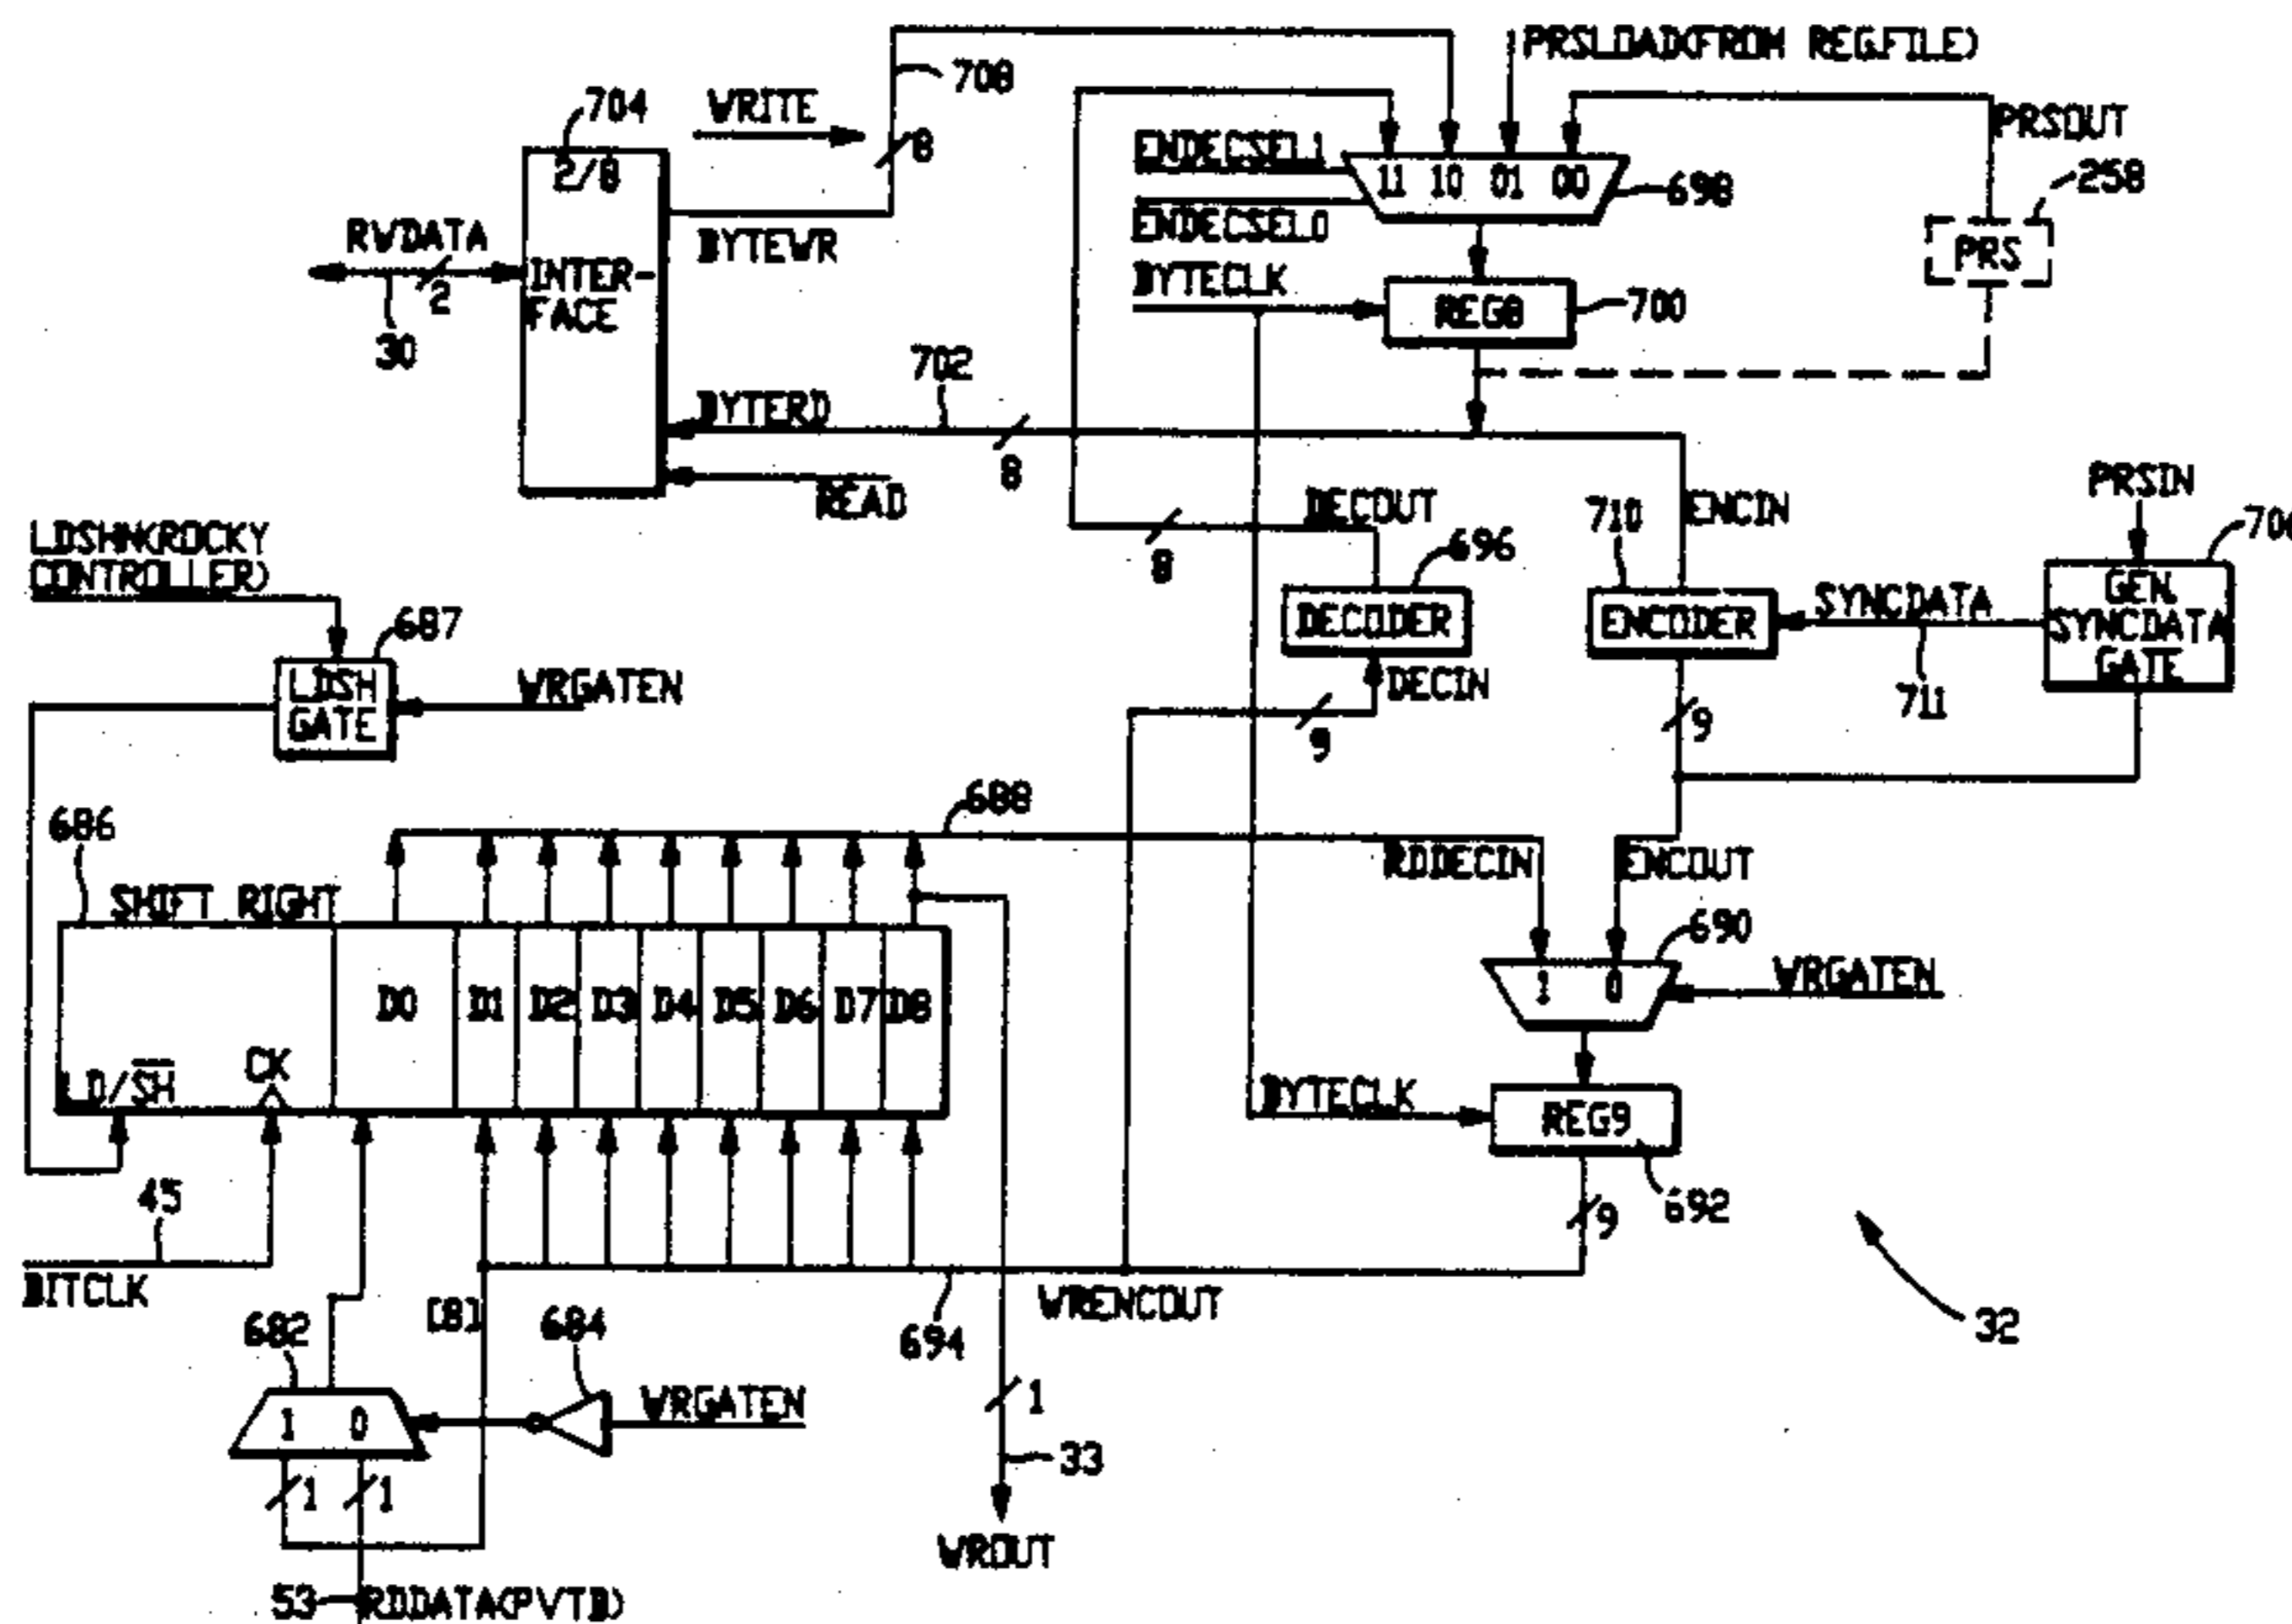 PRSLOAD(FROM REG.FILE)
708
704
WRITE
8
PRSOUT
2/8
ENDECSEL1
11 10 01 00
698
258
RWDATA
BYTEWR
ENDECSEL0
PRS
INTER-
FACE
2
BYTECLK
REG8
700
30
702
BYTERD
8
READ
DECOUT
ENCIN
PRSIN
710
LDSHN(ROCKY
CONTROLLER)
8
696
GEN.
SYNCDATA
GATE
SYNCDATA
DECODER
ENCODER
687
LDSH
GATE
WRGATEN
DECIN
711
9
9
688
686
RDDECIN
ENCOUT
SHIFT RIGHT
690
D0 D1 D2 D3 D4 D5 D6 D7 D8
1 0
WRGATEN
LD/SH
CK
BYTECLK
REG9
45
9
692
BITCLK
[8]
682
684
694
WRENCOUT
32
1 0
WRGATEN
1
33
1
1
WROUT
53
RDDATA(PVTB)